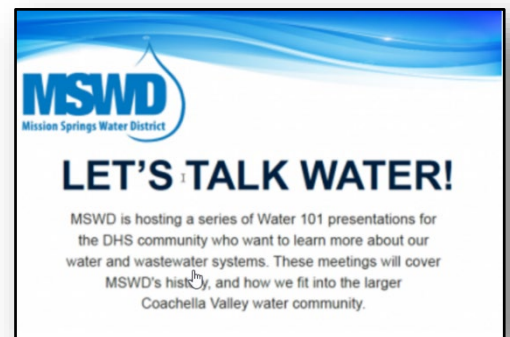 MSWD
Mission Springs Water District
LET'S TALK WATER!
MSWD is hosting a series of Water 101 presentations for
the DHS community who want to learn more about our
water and wastewater systems. These meetings will cover
MSWD's history, and how we fit into the larger
Coachella Valley water community.